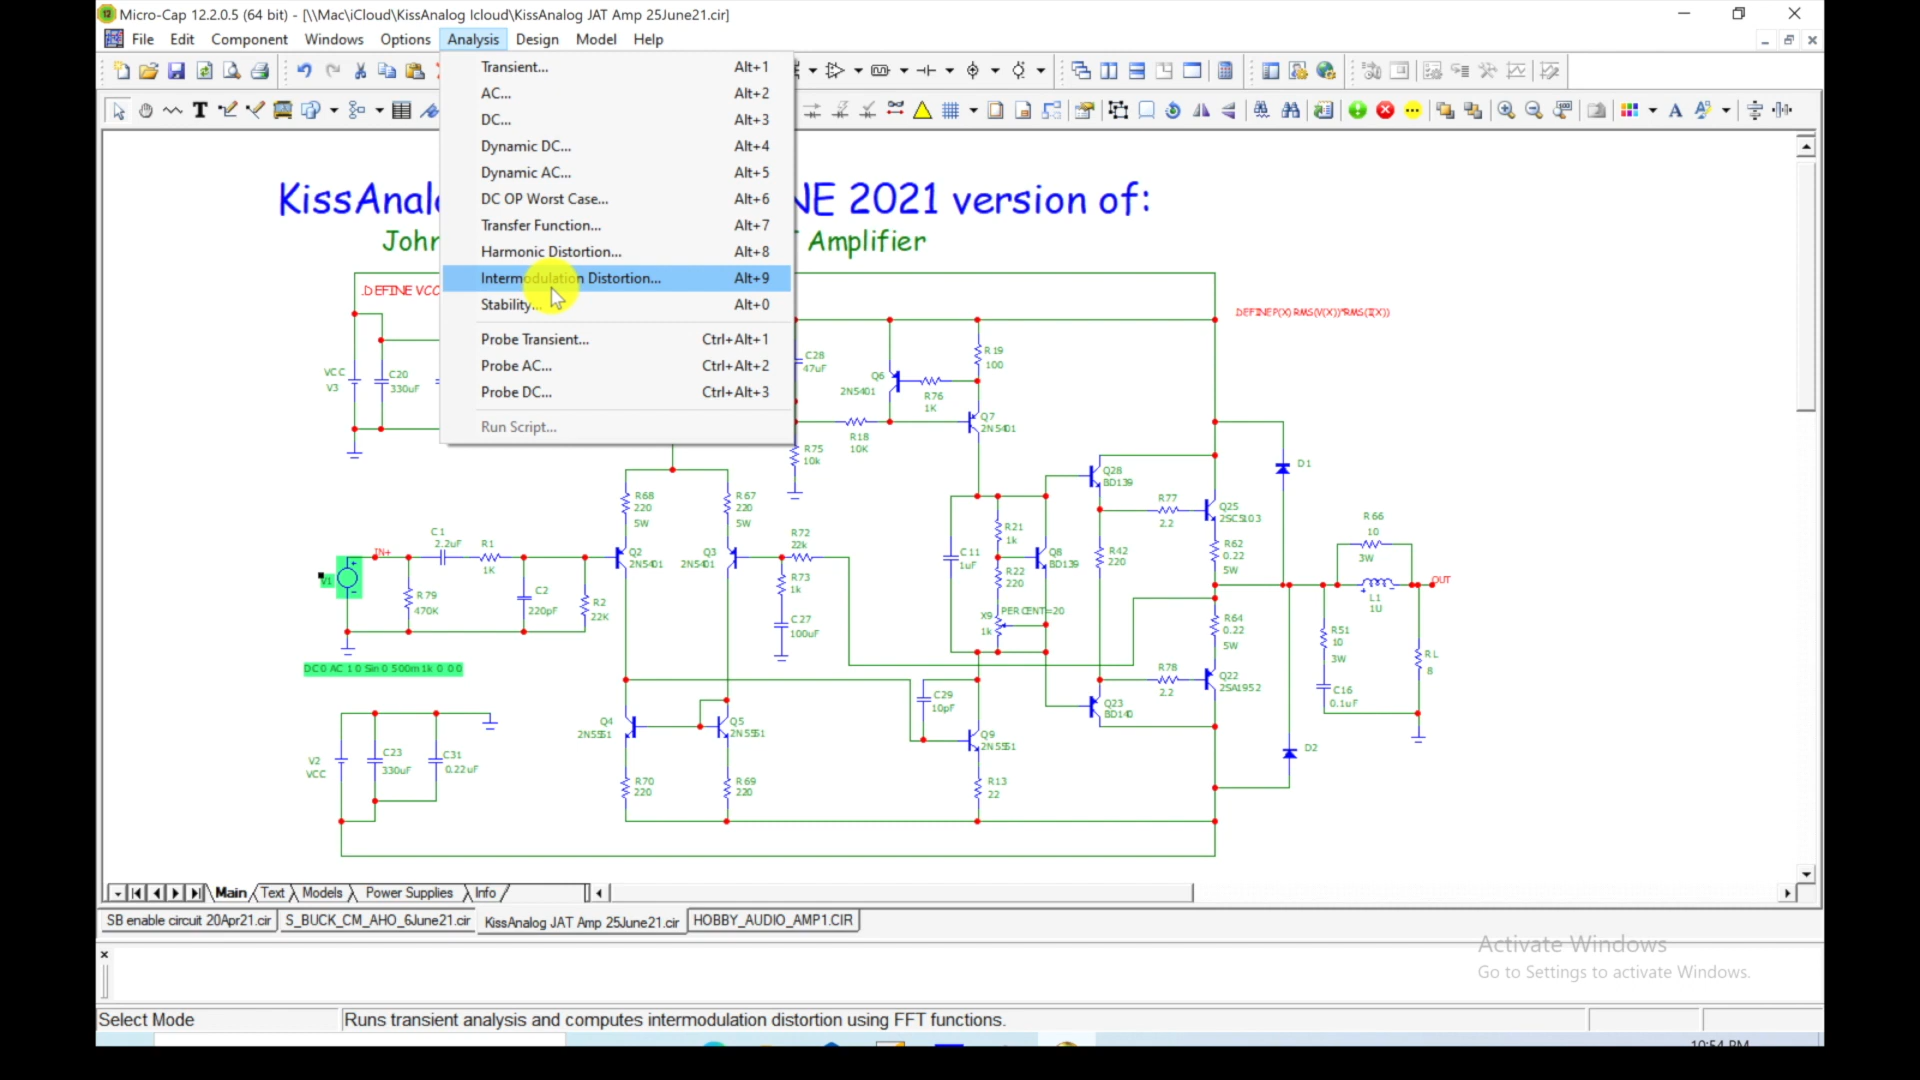 Micro-Cap 12.2.0.5 (64 bit) - [\\Mac\iCloud\KissAnalog Icloud\KissAnalog JAT Amp 25June21.cir]
File Edit Component Windows Options Analysis Design Model Help
Transient... Alt+1
AC... Alt+2
DC... Alt+3
Dynamic DC... Alt+4
Dynamic AC... Alt+5
DC OP Worst Case... Alt+6
Transfer Function... Alt+7
Harmonic Distortion... Alt+8
Intermodulation Distortion... Alt+9
Stability... Alt+0
Probe Transient... Ctrl+Alt+1
Probe AC... Ctrl+Alt+2
Probe DC... Ctrl+Alt+3
Run Script...
2021 version of:
Amplifier
.DEFINE VCC
.DEFINE P(X) RMS(V(X))*RMS(I(X))
VCC
V3
C20
330uF
C28
47uF
Q6
2N5401
R76
1K
R19
100
Q7
2N5401
R18
10K
R75
10k
R68
220
5W
R67
220
5W
Q2
2N5401
Q3
2N5401
R72
22k
R73
1k
C27
100uF
IN+
V1
C1
2.2uF
R1
1K
R79
470K
C2
220pF
R2
22K
DC 0 AC 1 0 Sin 0 500m 1k 0 0 0
C11
1uF
R21
1k
R22
220
X9
1k
PERCENT=20
Q8
BD139
R42
220
Q28
BD139
R77
2.2
Q25
R62
0.22
5W
R64
0.22
5W
R78
2.2
Q22
2SA1952
Q23
BD140
D1
D2
R66
10
3W
L1
1U
OUT
R51
10
3W
C16
0.1uF
RL
8
C29
10pF
Q9
2N5551
R13
22
Q4
2N5551
Q5
2N5551
R70
220
R69
220
V2
VCC
C23
330uF
C31
0.22uF
Main Text Models Power Supplies Info
SB enable circuit 20Apr21.cir S_BUCK_CM_AHO_6June21.cir KissAnalog JAT Amp 25June21.cir HOBBY_AUDIO_AMP1.CIR
Activate Windows
Go to Settings to activate Windows.
Select Mode Runs transient analysis and computes intermodulation distortion using FFT functions.
10:54 PM